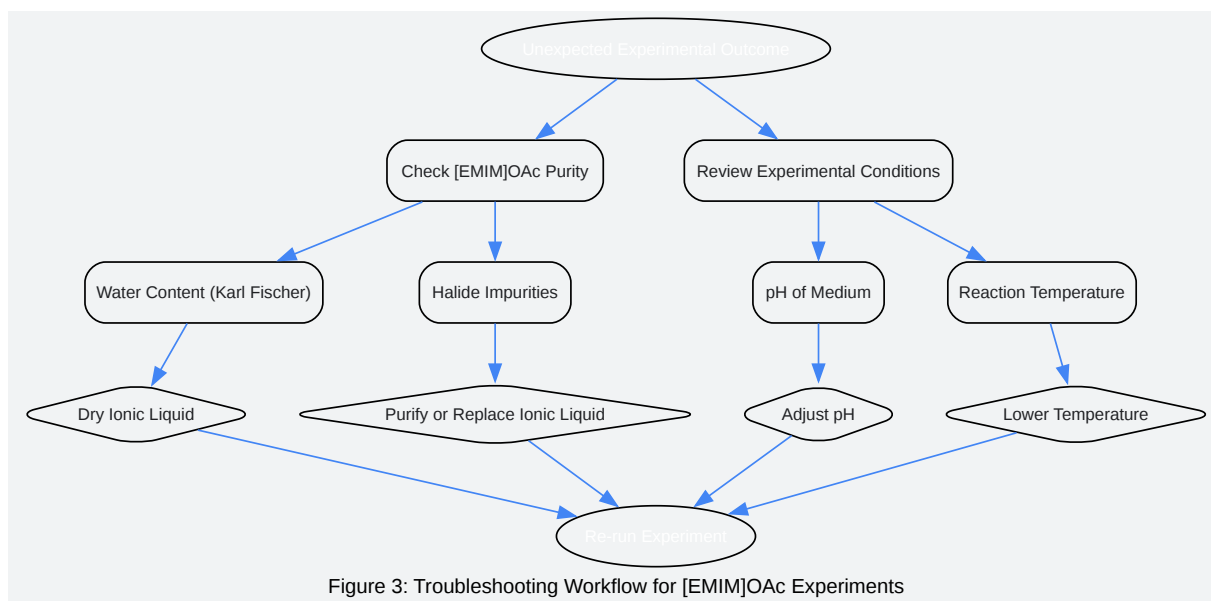 Unexpected Experimental Outcome
Check [EMIM]OAc Purity
Review Experimental Conditions
Water Content (Karl Fischer)
Halide Impurities
pH of Medium
Reaction Temperature
Dry Ionic Liquid
Purify or Replace Ionic Liquid
Adjust pH
Lower Temperature
Re-run Experiment
Figure 3: Troubleshooting Workflow for [EMIM]OAc Experiments